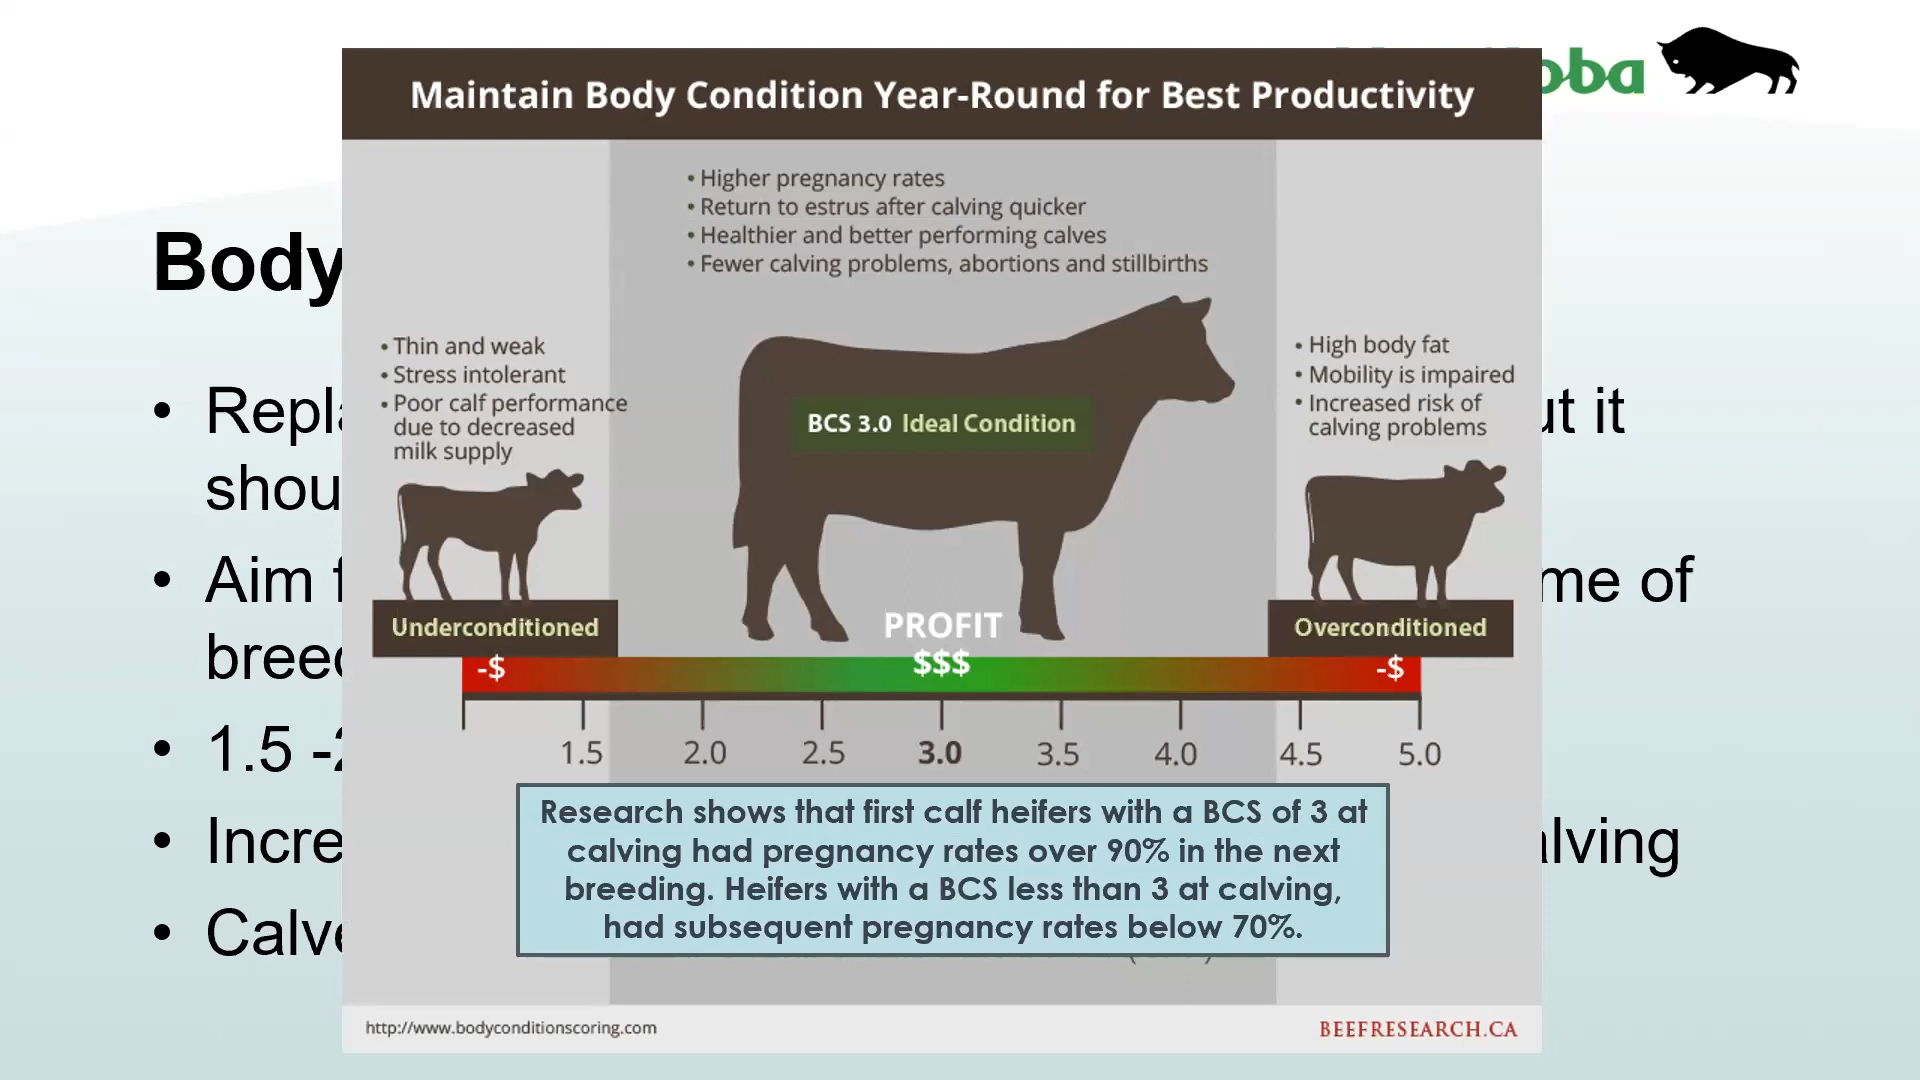 oba
Maintain Body Condition Year-Round for Best Productivity
• Higher pregnancy rates
• Return to estrus after calving quicker
• Healthier and better performing calves
• Fewer calving problems, abortions and stillbirths
Body
• Thin and weak
• Stress intolerant
• Poor calf performance
due to decreased
milk supply
BCS 3.0 Ideal Condition
• High body fat
• Mobility is impaired
• Increased risk of
calving problems
• Repla
ut it
shou
• Aim f
me of
breed
• 1.5 -2
• Incre
alving
• Calve
Underconditioned
PROFIT
$$$
Overconditioned
-$
-$
1.5 2.0 2.5 3.0 3.5 4.0 4.5 5.0
Research shows that first calf heifers with a BCS of 3 at
calving had pregnancy rates over 90% in the next
breeding. Heifers with a BCS less than 3 at calving,
had subsequent pregnancy rates below 70%.
http://www.bodyconditionscoring.com
BEEFRESEARCH.CA